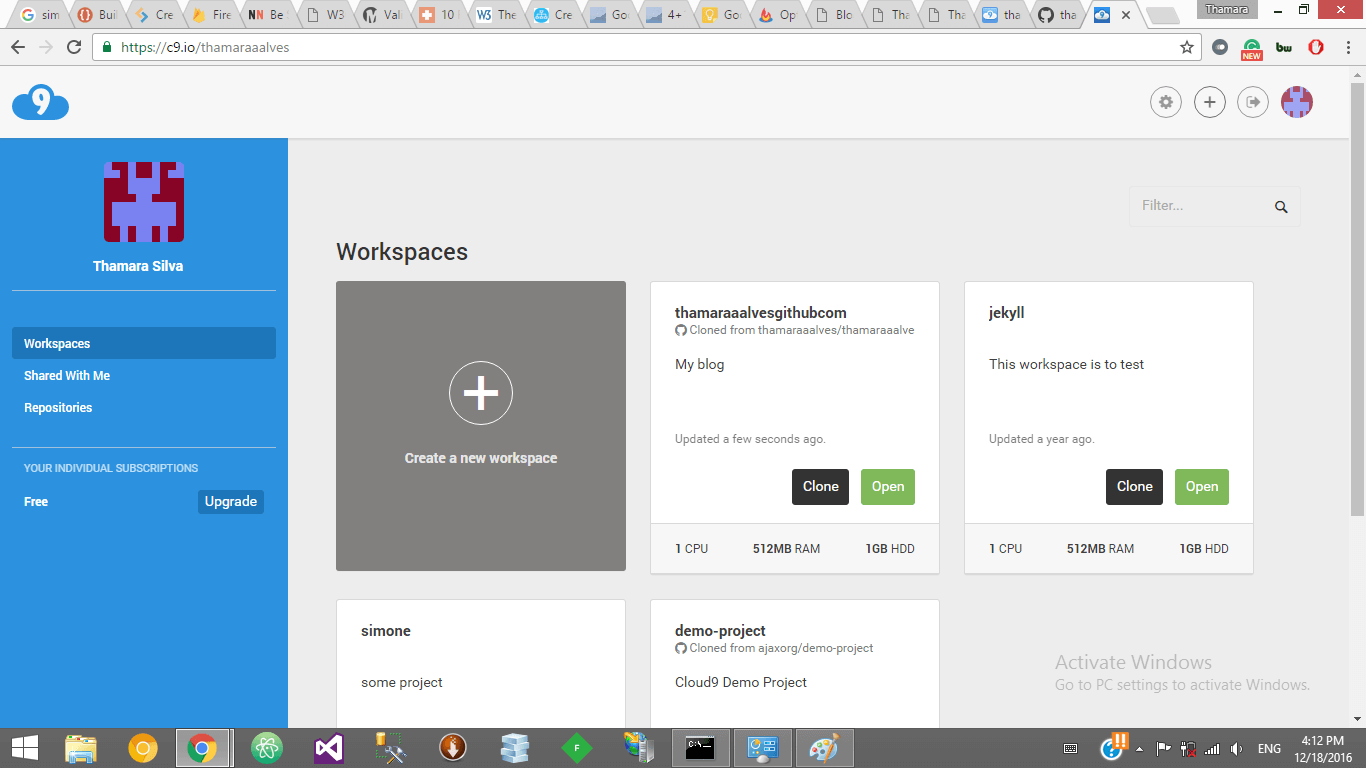 sim
Buil
Cre
Fire
Be
W3
Vali
10
The
Cre
Go
4+
Go
Op
Blo
Tha
Tha
tha
tha
Thamara
https://c9.io/thamaraaalves
NEW
bw
9
Filter...
Thamara Silva
Workspaces
Shared With Me
Repositories
YOUR INDIVIDUAL SUBSCRIPTIONS
Free
Upgrade
Workspaces
Create a new workspace
thamaraaalvesgithubcom
Cloned from thamaraaalves/thamaraaalve
My blog
Updated a few seconds ago.
Clone Open
1 CPU 512MB RAM 1GB HDD
jekyll
This workspace is to test
Updated a year ago.
Clone Open
1 CPU 512MB RAM 1GB HDD
simone
some project
demo-project
Cloned from ajaxorg/demo-project
Cloud9 Demo Project
Activate Windows
Go to PC settings to activate Windows.
ENG
4:12 PM
12/18/2016